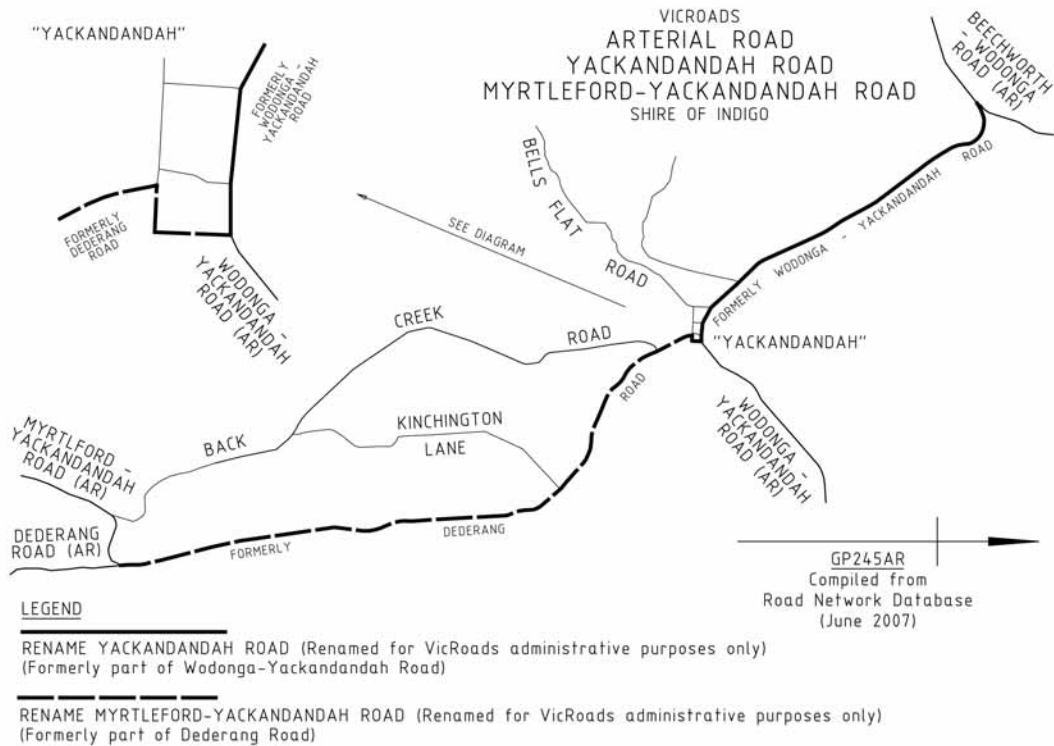 "YACKANDANDAH"
FORMERLY
WODONGA -
YACKANDANDAH
ROAD
FORMERLY
DEDERANG
ROAD
WODONGA -
YACKANDANDAH
ROAD (AR)
VICROADS
ARTERIAL ROAD
YACKANDANDAH ROAD
MYRTLEFORD-YACKANDANDAH ROAD
SHIRE OF INDIGO
BEECHWORTH
- WODONGA
ROAD (AR)
BELLS FLAT ROAD
SEE DIAGRAM
FORMERLY WODONGA - YACKANDANDAH ROAD
"YACKANDANDAH"
WODONGA -
YACKANDANDAH
ROAD (AR)
BACK CREEK ROAD
KINCHINGTON
LANE
MYRTLFORD -
YACKANDANDAH
ROAD (AR)
DEDERANG
ROAD (AR)
FORMERLY DEDERANG ROAD
GP245AR
Compiled from
Road Network Database
(June 2007)
LEGEND
RENAME YACKANDANDAH ROAD (Renamed for VicRoads administrative purposes only)
(Formerly part of Wodonga-Yackandandah Road)
RENAME MYRTLEFORD-YACKANDANDAH ROAD (Renamed for VicRoads administrative purposes only)
(Formerly part of Dederang Road)